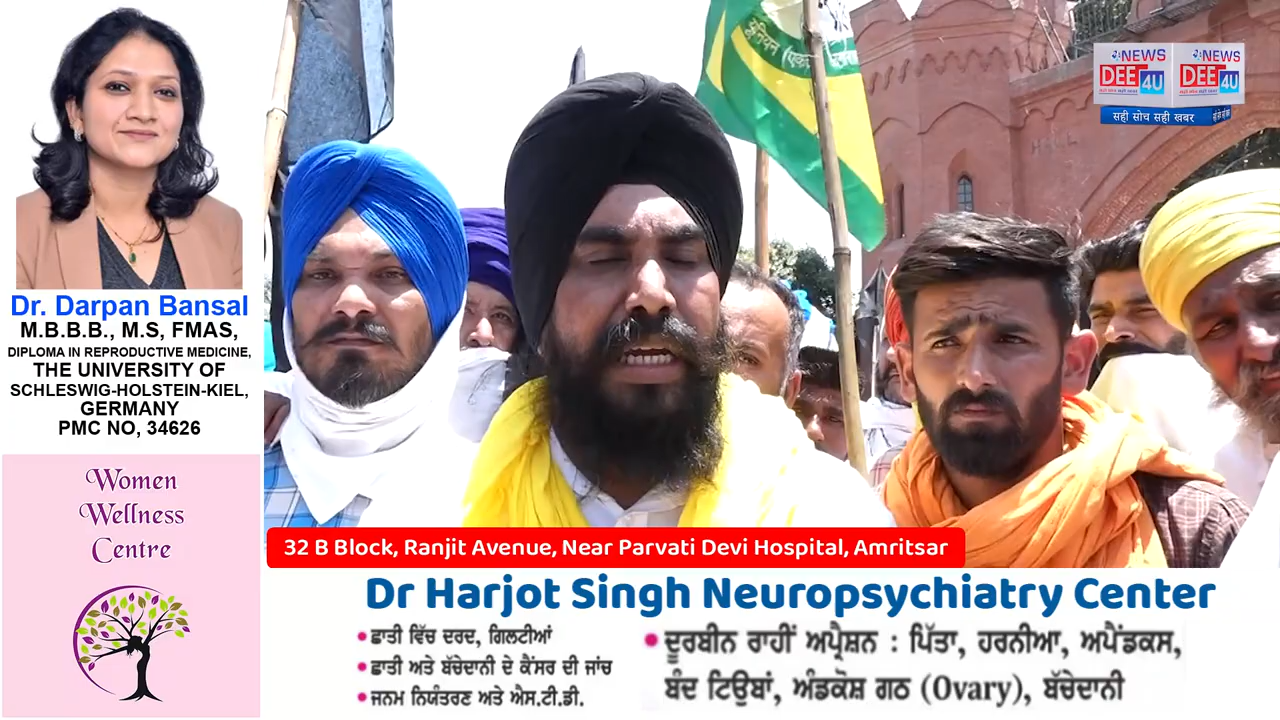 Dr. Darpan Bansal
M.B.B.B., M.S, FMAS,
DIPLOMA IN REPRODUCTIVE MEDICINE,
THE UNIVERSITY OF
SCHLESWIG-HOLSTEIN-KIEL,
GERMANY
PMC NO, 34626
Women
Wellness
Centre
ਯੂਨੀਅਨ (ਏਕਤਾ
HALL
NEWS
DEE 4U
NEWS
DEE 4U
सही सोच सही खबर
32 B Block, Ranjit Avenue, Near Parvati Devi Hospital, Amritsar
Dr Harjot Singh Neuropsychiatry Center
• ਛਾਤੀ ਵਿੱਚ ਦਰਦ, ਗਿਲਟੀਆਂ
• ਛਾਤੀ ਅਤੇ ਬੱਚੇਦਾਨੀ ਦੇ ਕੈਂਸਰ ਦੀ ਜਾਂਚ
• ਜਨਮ ਨਿਯੰਤਰਣ ਅਤੇ ਐਸ.ਟੀ.ਡੀ.
• ਦੂਰਬੀਨ ਰਾਹੀਂ ਅਪ੍ਰੈਸ਼ਨ : ਪਿੱਤਾ, ਹਰਨੀਆ, ਅਪੈਂਡਕਸ,
ਬੰਦ ਟਿਊਬਾਂ, ਅੰਡਕੋਸ਼ ਗਠ (Ovary), ਬੱਚੇਦਾਨੀ